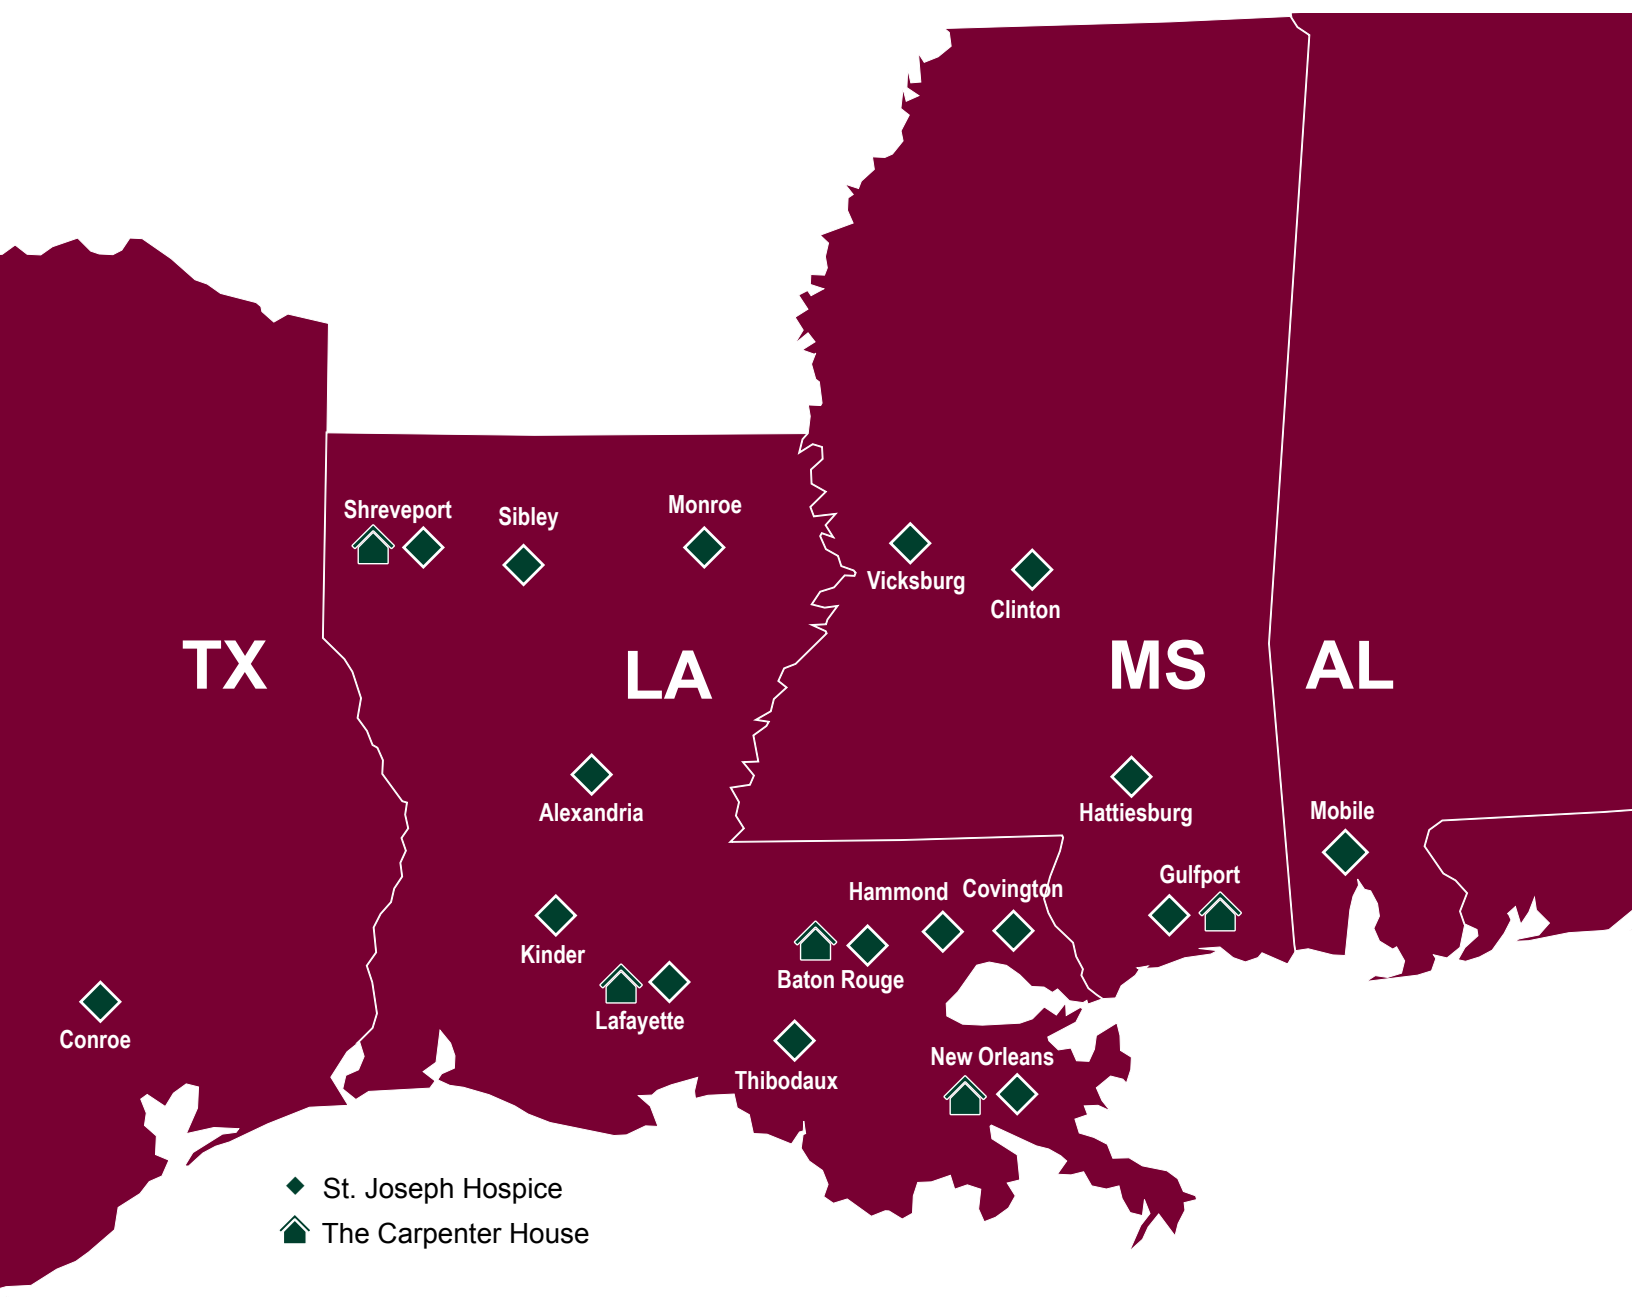 Shreveport
Sibley
Monroe
Vicksburg
Clinton
TX
LA
MS
AL
Alexandria
Hattiesburg
Mobile
Gulfport
Hammond
Covington
Kinder
Baton Rouge
Lafayette
Conroe
New Orleans
Thibodaux
St. Joseph Hospice
The Carpenter House